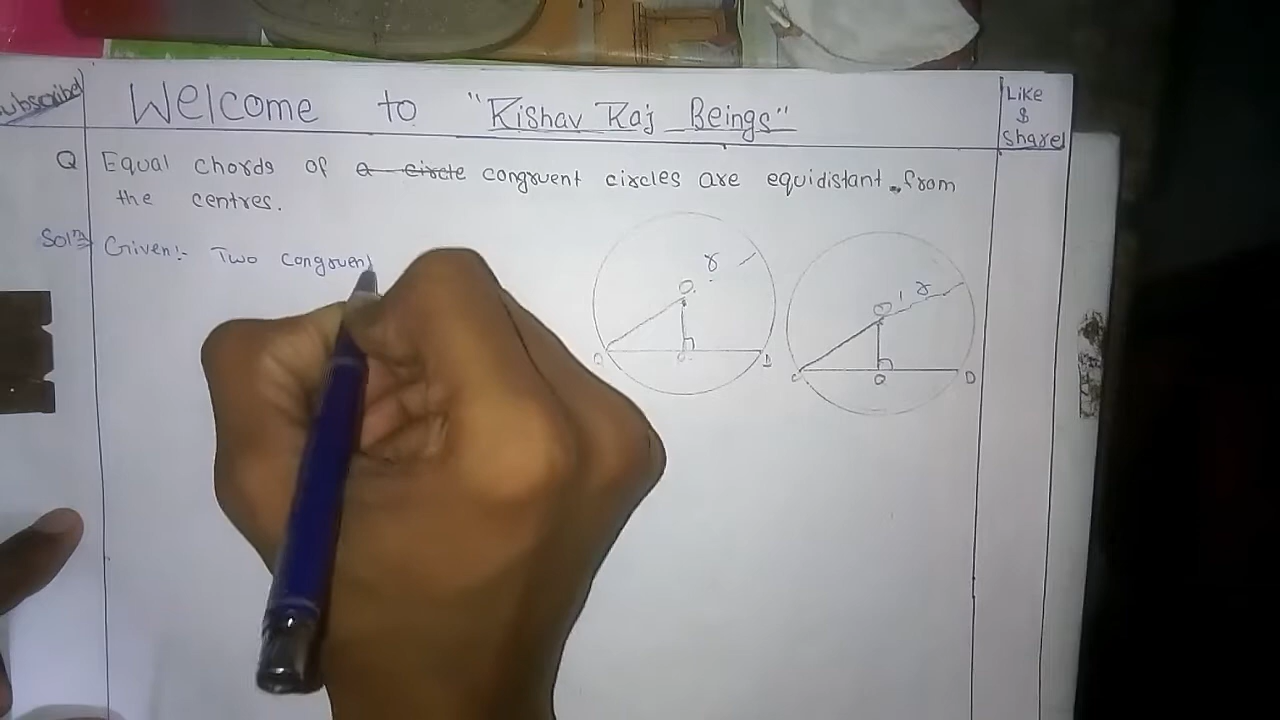 Subscribe
Welcome to "Rishav Raj Beings"
Like
&
Share
Q Equal chords of a circle congruent circles are equidistant from
the centres.
Solⁿ Given:- Two congruent
O r
B
O' r
C Q D